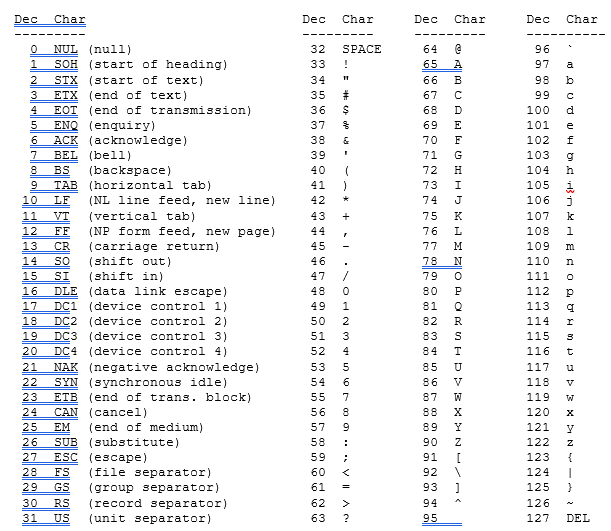 Dec  Char                           Dec  Char     Dec  Char     Dec  Char
---------                           ---------     ---------     ----------
  0  NUL (null)                      32  SPACE     64  @         96  `
  1  SOH (start of heading)          33  !         65  A         97  a
  2  STX (start of text)             34  "         66  B         98  b
  3  ETX (end of text)               35  #         67  C         99  c
  4  EOT (end of transmission)       36  $         68  D        100  d
  5  ENQ (enquiry)                   37  %         69  E        101  e
  6  ACK (acknowledge)               38  &         70  F        102  f
  7  BEL (bell)                      39  '         71  G        103  g
  8  BS  (backspace)                 40  (         72  H        104  h
  9  TAB (horizontal tab)            41  )         73  I        105  i
 10  LF  (NL line feed, new line)    42  *         74  J        106  j
 11  VT  (vertical tab)              43  +         75  K        107  k
 12  FF  (NP form feed, new page)    44  ,         76  L        108  l
 13  CR  (carriage return)           45  -         77  M        109  m
 14  SO  (shift out)                 46  .         78  N        110  n
 15  SI  (shift in)                  47  /         79  O        111  o
 16  DLE (data link escape)          48  0         80  P        112  p
 17  DC1 (device control 1)          49  1         81  Q        113  q
 18  DC2 (device control 2)          50  2         82  R        114  r
 19  DC3 (device control 3)          51  3         83  S        115  s
 20  DC4 (device control 4)          52  4         84  T        116  t
 21  NAK (negative acknowledge)      53  5         85  U        117  u
 22  SYN (synchronous idle)          54  6         86  V        118  v
 23  ETB (end of trans. block)       55  7         87  W        119  w
 24  CAN (cancel)                    56  8         88  X        120  x
 25  EM  (end of medium)             57  9         89  Y        121  y
 26  SUB (substitute)                58  :         90  Z        122  z
 27  ESC (escape)                    59  ;         91  [        123  {
 28  FS  (file separator)            60  <         92  \        124  |
 29  GS  (group separator)           61  =         93  ]        125  }
 30  RS  (record separator)          62  >         94  ^        126  ~
 31  US  (unit separator)            63  ?         95  _        127  DEL